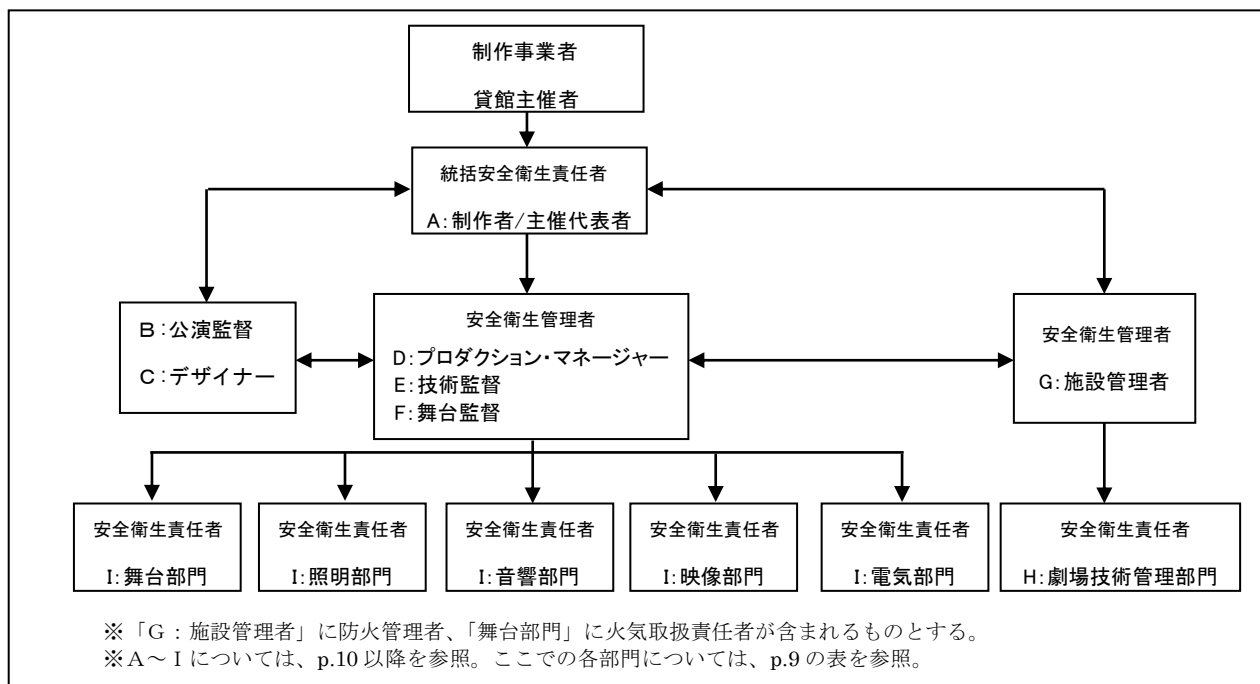 制作事業者
貸館主催者
統括安全衛生責任者
A:制作者/主催代表者
B:公演監督
C:デザイナー
安全衛生管理者
D:プロダクション・マネージャー
E:技術監督
F:舞台監督
安全衛生管理者
G:施設管理者
安全衛生責任者
I:舞台部門
安全衛生責任者
I:照明部門
安全衛生責任者
I:音響部門
安全衛生責任者
I:映像部門
安全衛生責任者
I:電気部門
安全衛生責任者
H:劇場技術管理部門
※「G:施設管理者」に防火管理者、「舞台部門」に火気取扱責任者が含まれるものとする。
※A~Iについては、p.10 以降を参照。ここでの各部門については、p.9 の表を参照。